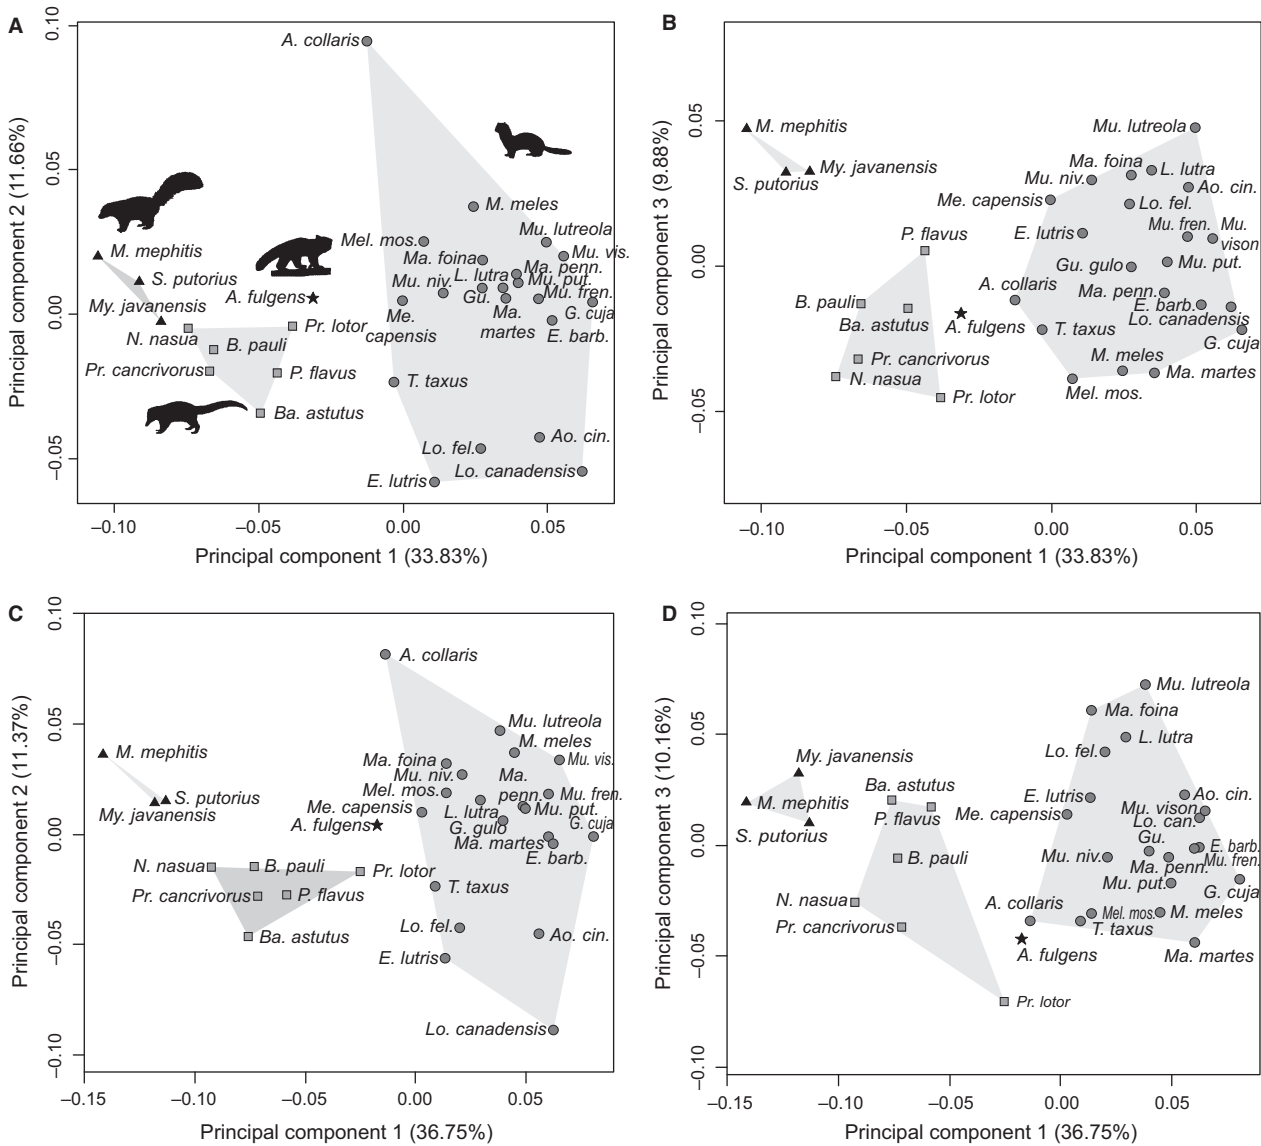 A
0.10
0.05
0.00
–0.05
Principal component 2 (11.66%)
A. collaris
M. meles
Mu. lutreola
Mel. mos.
Mu. vis.
Ma. foina
Ma. penn.
L. lutra
Mu. niv.
Mu. put.
Gu.
Mu. fren.
G. cuja
Me.
capensis
Ma.
martes
E. barb.
M. mephitis
S. putorius
A. fulgens
My. javanensis
N. nasua
Pr. lotor
B. pauli
Pr. cancrivorus
P. flavus
Ba. astutus
T. taxus
Lo. fel.
Ao. cin.
Lo. canadensis
E. lutris
–0.10
–0.05
0.00
0.05
Principal component 1 (33.83%)
B
0.05
0.00
–0.05
Principal component 3 (9.88%)
M. mephitis
My. javanensis
S. putorius
Mu. lutreola
Ma. foina
L. lutra
Mu. niv.
Ao. cin.
Me. capensis
Lo. fel.
P. flavus
E. lutris
Mu. fren.
Mu.
vison
Gu. gulo
Mu. put.
A. collaris
B. pauli
Ma. penn.
E. barb.
Ba. astutus
A. fulgens
Lo. canadensis
T. taxus
G. cuja
Pr. cancrivorus
M. meles
N. nasua
Ma. martes
Pr. lotor
Mel. mos.
–0.10
–0.05
0.00
0.05
Principal component 1 (33.83%)
C
0.10
0.05
0.00
–0.05
–0.10
Principal component 2 (11.37%)
A. collaris
Mu. lutreola
M. meles
M. mephitis
Ma. foina
Mu. vis.
Mu. niv.
Ma.
penn.
Mel. mos.
Mu. fren.
S. putorius
My. javanensis
Me. capensis
L. lutra
Mu. put.
A. fulgens
G. gulo
G. cuja
Ma. martes
E. barb.
N. nasua
B. pauli
Pr. lotor
Pr. cancrivorus
P. flavus
T. taxus
Ba. astutus
Lo. fel.
Ao. cin.
E. lutris
Lo. canadensis
–0.15
–0.10
–0.05
0.00
0.05
Principal component 1 (36.75%)
D
0.10
0.05
0.00
–0.05
–0.10
Principal component 3 (10.16%)
Mu. lutreola
Ma. foina
L. lutra
Lo. fel.
My. javanensis
Ba. astutus
M. mephitis
E. lutris
Ao. cin.
P. flavus
Me. capensis
Mu. vison
Lo. can.
S. putorius
Gu.
E. barb.
B. pauli
Mu. niv.
Mu. fren.
Ma. penn.
Mu. put.
G. cuja
N. nasua
A. collaris
Mel. mos.
M. meles
Pr. cancrivorus
T. taxus
A. fulgens
Ma. martes
Pr. lotor
–0.15
–0.10
–0.05
0.00
0.05
Principal component 1 (36.75%)